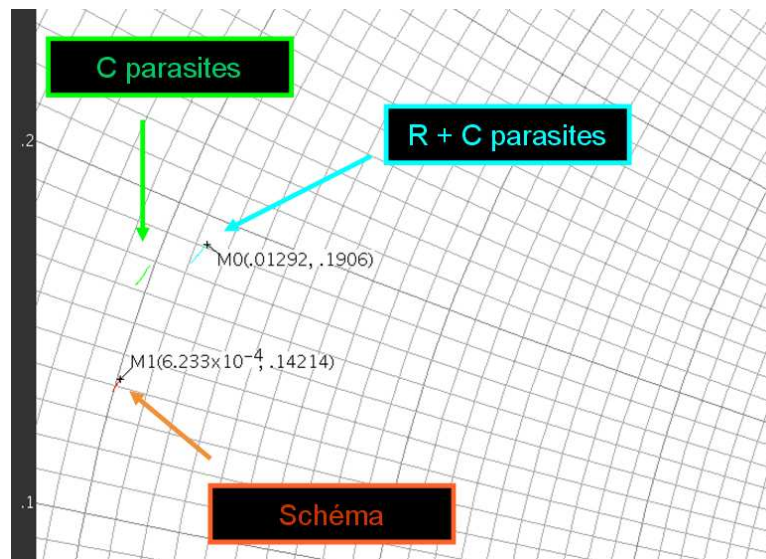 C parasites
R + C parasites
.2
M0(.01292, .1906)
M1(6.233x10⁻⁴, .14214)
.1
Schéma